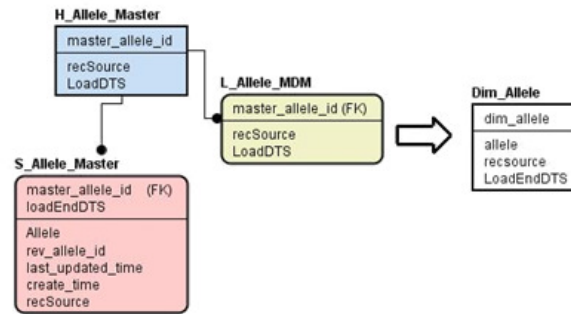 H_Allele_Master
master_allele_id
recSource
LoadDTS
L_Allele_MDM
master_allele_id (FK)
recSource
LoadDTS
Dim_Allele
dim_allele
allele
recsource
LoadEndDTS
S_Allele_Master
master_allele_id (FK)
loadEndDTS
Allele
rev_allele_id
last_updated_time
create_time
recSource